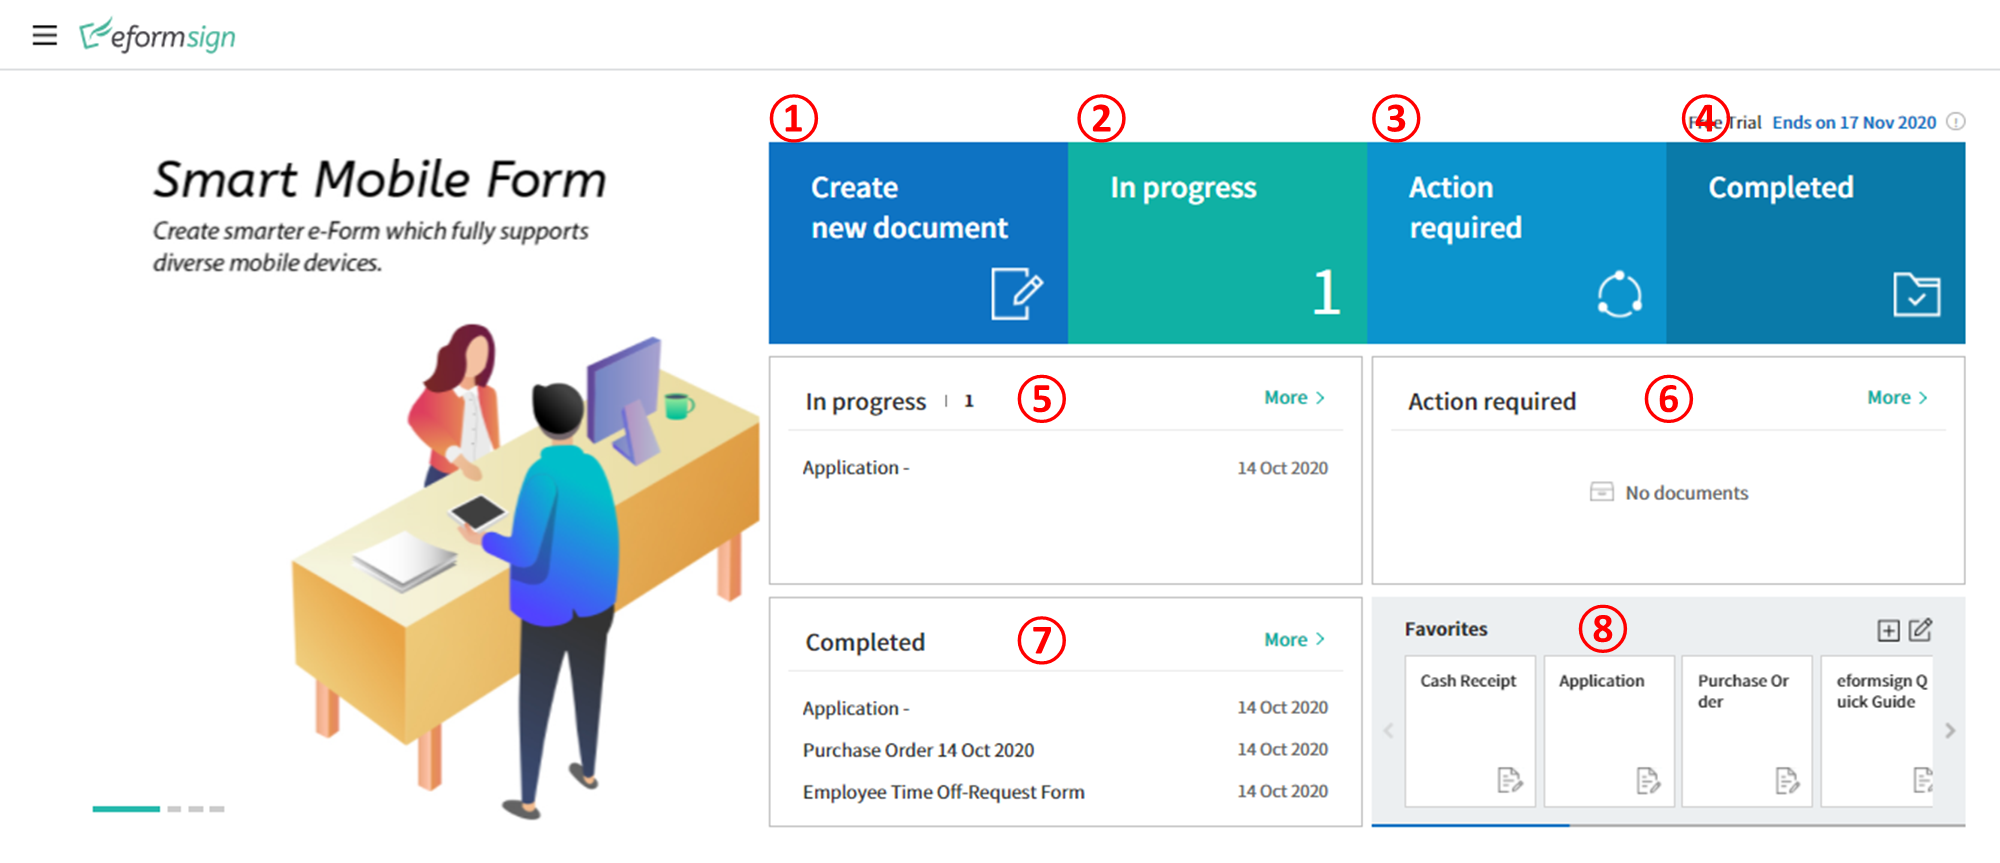 eformsign
① ② ③ ④
Free Trial Ends on 17 Nov 2020
Smart Mobile Form
Create smarter e-Form which fully supports
diverse mobile devices.
Create
new document
In progress
1
Action
required
Completed
In progress | 1 ⑤ More >
Application - 14 Oct 2020
Action required ⑥ More >
No documents
Completed ⑦ More >
Application - 14 Oct 2020
Purchase Order 14 Oct 2020 14 Oct 2020
Employee Time Off-Request Form 14 Oct 2020
Favorites ⑧
Cash Receipt
Application
Purchase Or
der
eformsign Q
uick Guide